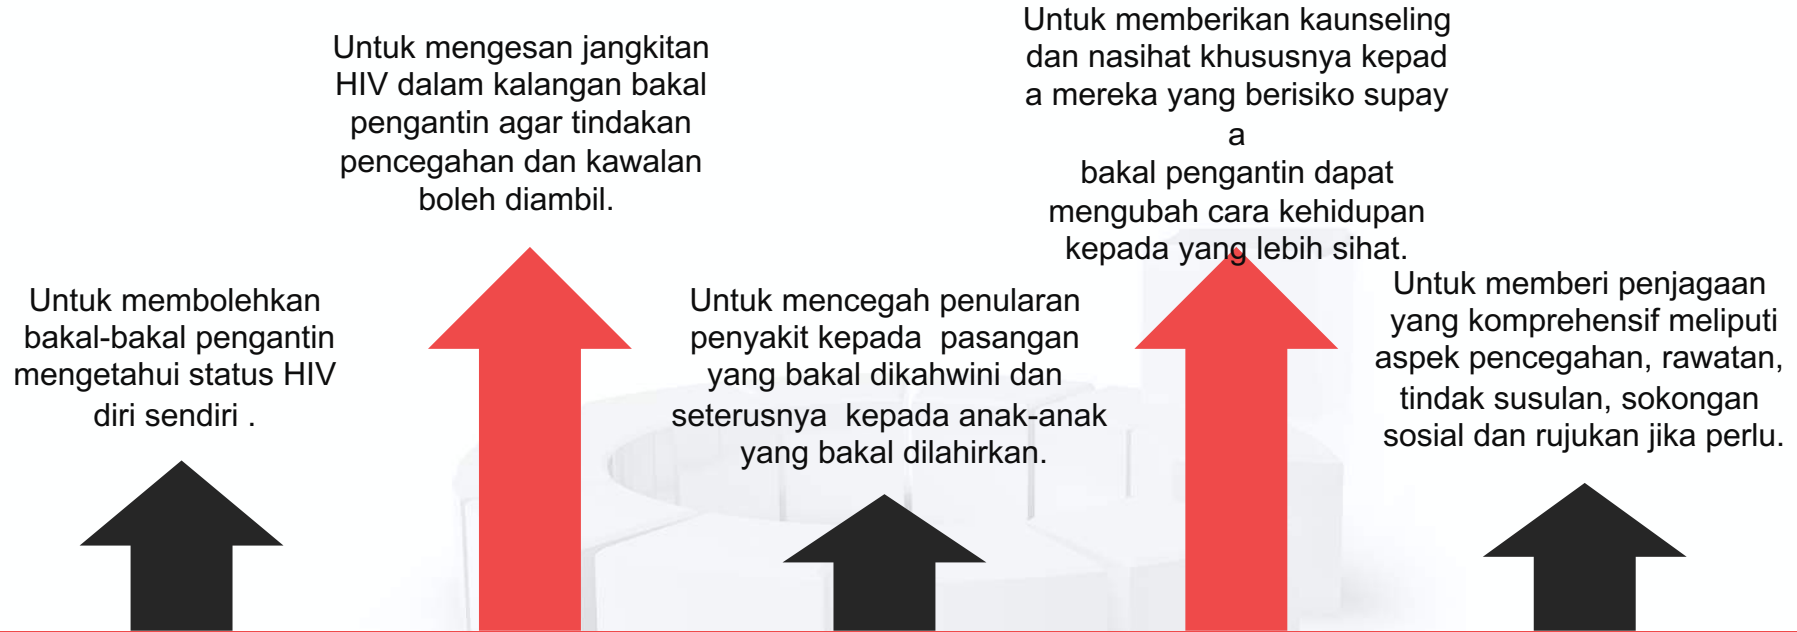 Untuk membolehkan
bakal-bakal pengantin
mengetahui status HIV
diri sendiri .
Untuk mengesan jangkitan
HIV dalam kalangan bakal
pengantin agar tindakan
pencegahan dan kawalan
boleh diambil.
Untuk mencegah penularan
penyakit kepada  pasangan
yang bakal dikahwini dan
seterusnya  kepada anak-anak
yang bakal dilahirkan.
Untuk memberikan kaunseling
dan nasihat khususnya kepad
a mereka yang berisiko supay
a
bakal pengantin dapat
mengubah cara kehidupan
kepada yang lebih sihat.
Untuk memberi penjagaan
yang komprehensif meliputi
aspek pencegahan, rawatan,
tindak susulan, sokongan
sosial dan rujukan jika perlu.